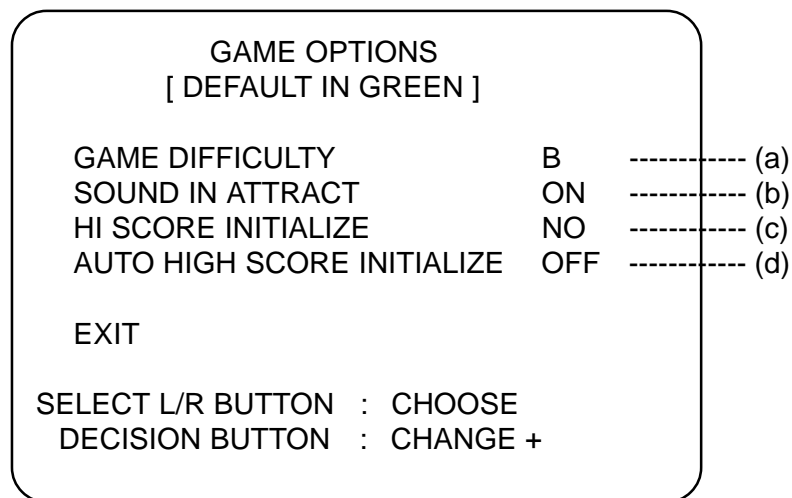 GAME OPTIONS
[ DEFAULT IN GREEN ]
GAME DIFFICULTY B ------------ (a)
SOUND IN ATTRACT ON ------------ (b)
HI SCORE INITIALIZE NO ------------ (c)
AUTO HIGH SCORE INITIALIZE OFF ------------ (d)
EXIT
SELECT L/R BUTTON : CHOOSE
DECISION BUTTON : CHANGE +